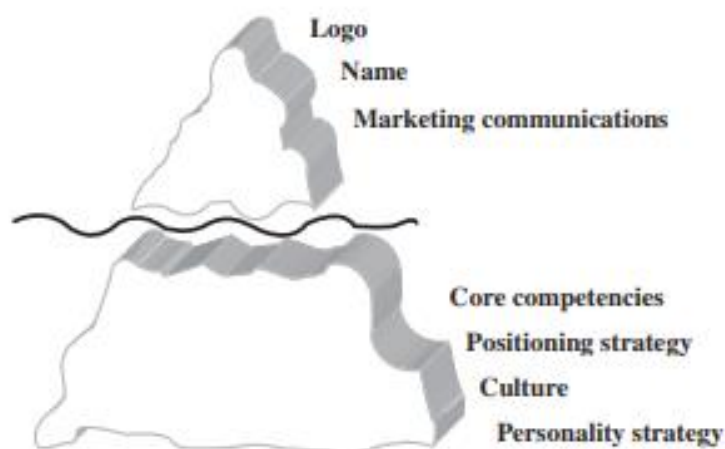 Logo
Name
Marketing communications
Core competencies
Positioning strategy
Culture
Personality strategy